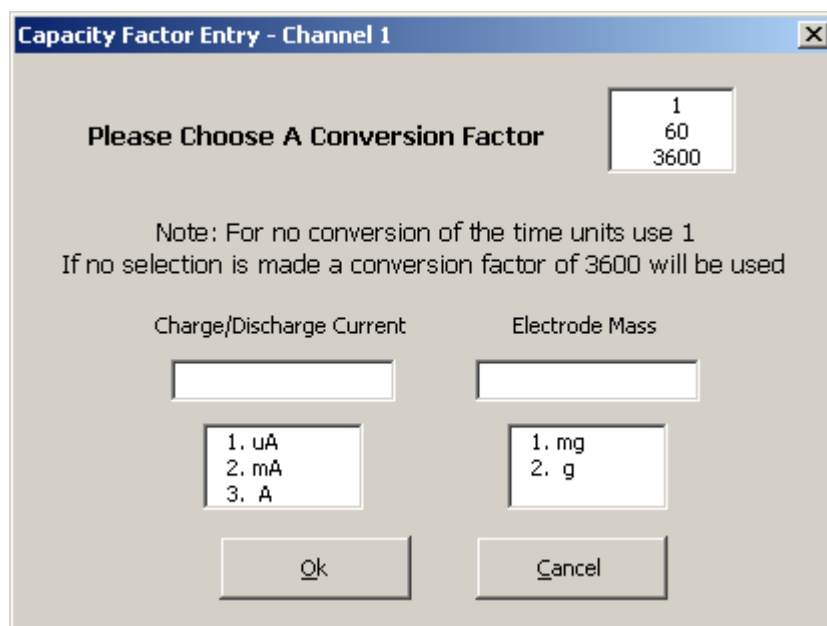 Capacity Factor Entry - Channel 1
Please Choose A Conversion Factor
1
60
3600
Note: For no conversion of the time units use 1
If no selection is made a conversion factor of 3600 will be used
Charge/Discharge Current
Electrode Mass
1. uA
2. mA
3. A
1. mg
2. g
Ok
Cancel